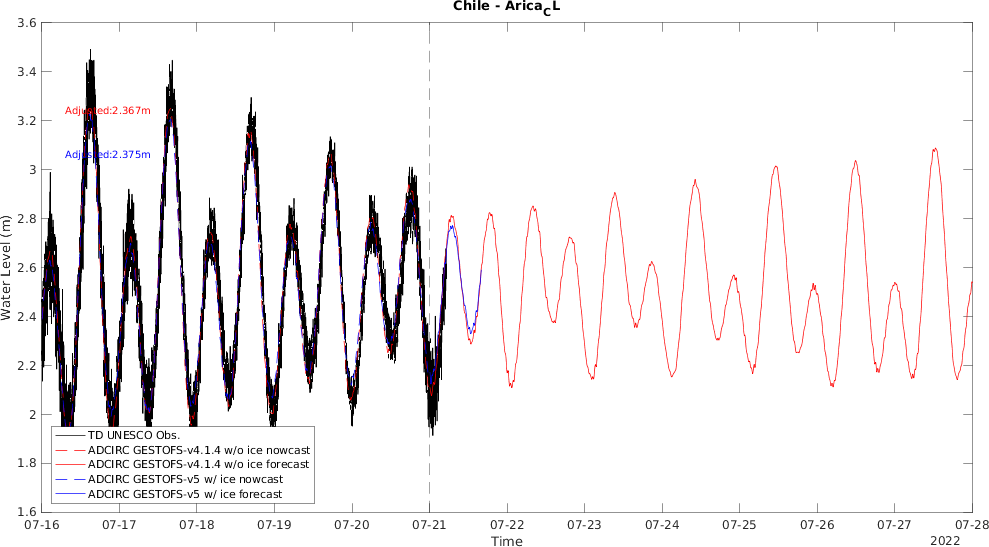 Chile - Arica_CL
3.6
3.4
3.2
3
2.8
2.6
2.4
2.2
2
1.8
1.6
Water Level (m)
Adjusted:2.367m
Adjusted:2.375m
TD UNESCO Obs.
ADCIRC GESTOFS-v4.1.4 w/o ice nowcast
ADCIRC GESTOFS-v4.1.4 w/o ice forecast
ADCIRC GESTOFS-v5 w/ ice nowcast
ADCIRC GESTOFS-v5 w/ ice forecast
07-16 07-17 07-18 07-19 07-20 07-21 07-22 07-23 07-24 07-25 07-26 07-27 07-28
Time
2022